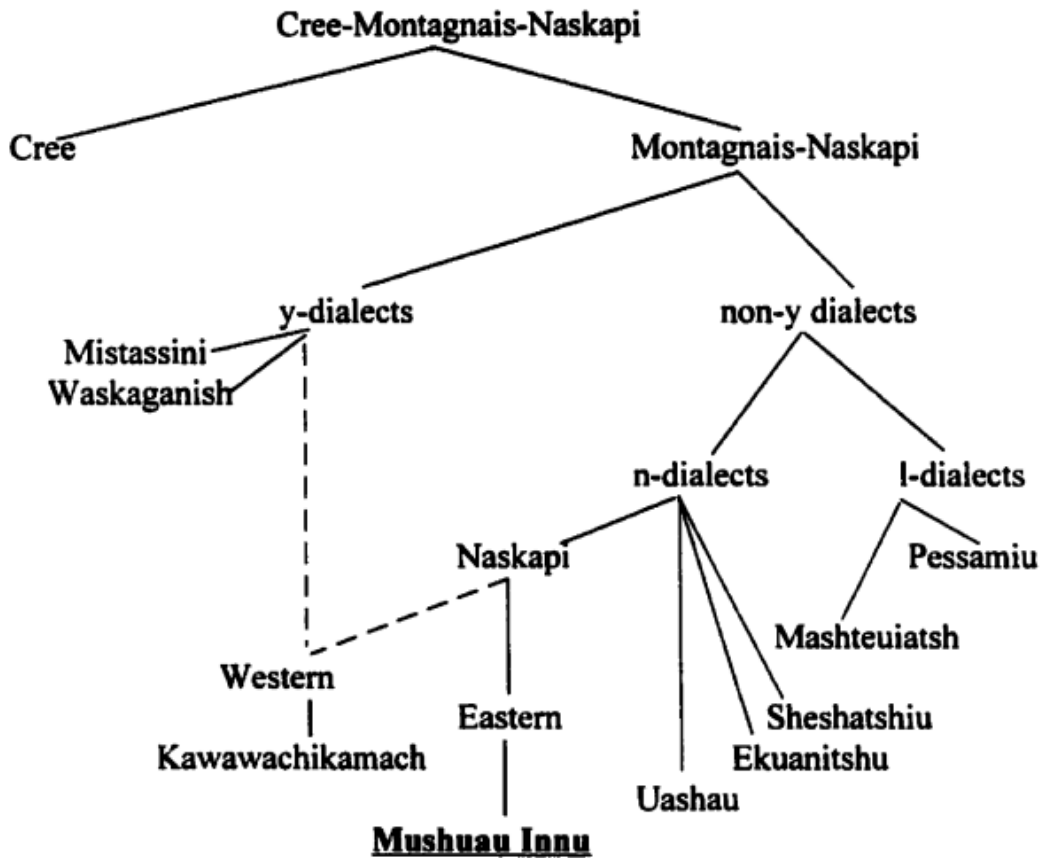 Cree-Montagnais-Naskapi
Cree
Montagnais-Naskapi
y-dialects
non-y dialects
Mistassini
Waskaganish
n-dialects
l-dialects
Naskapi
Pessamiu
Mashteuiatsh
Western
Eastern
Sheshatshiu
Kawawachikamach
Ekuanitshu
Uashau
Mushuau Innu